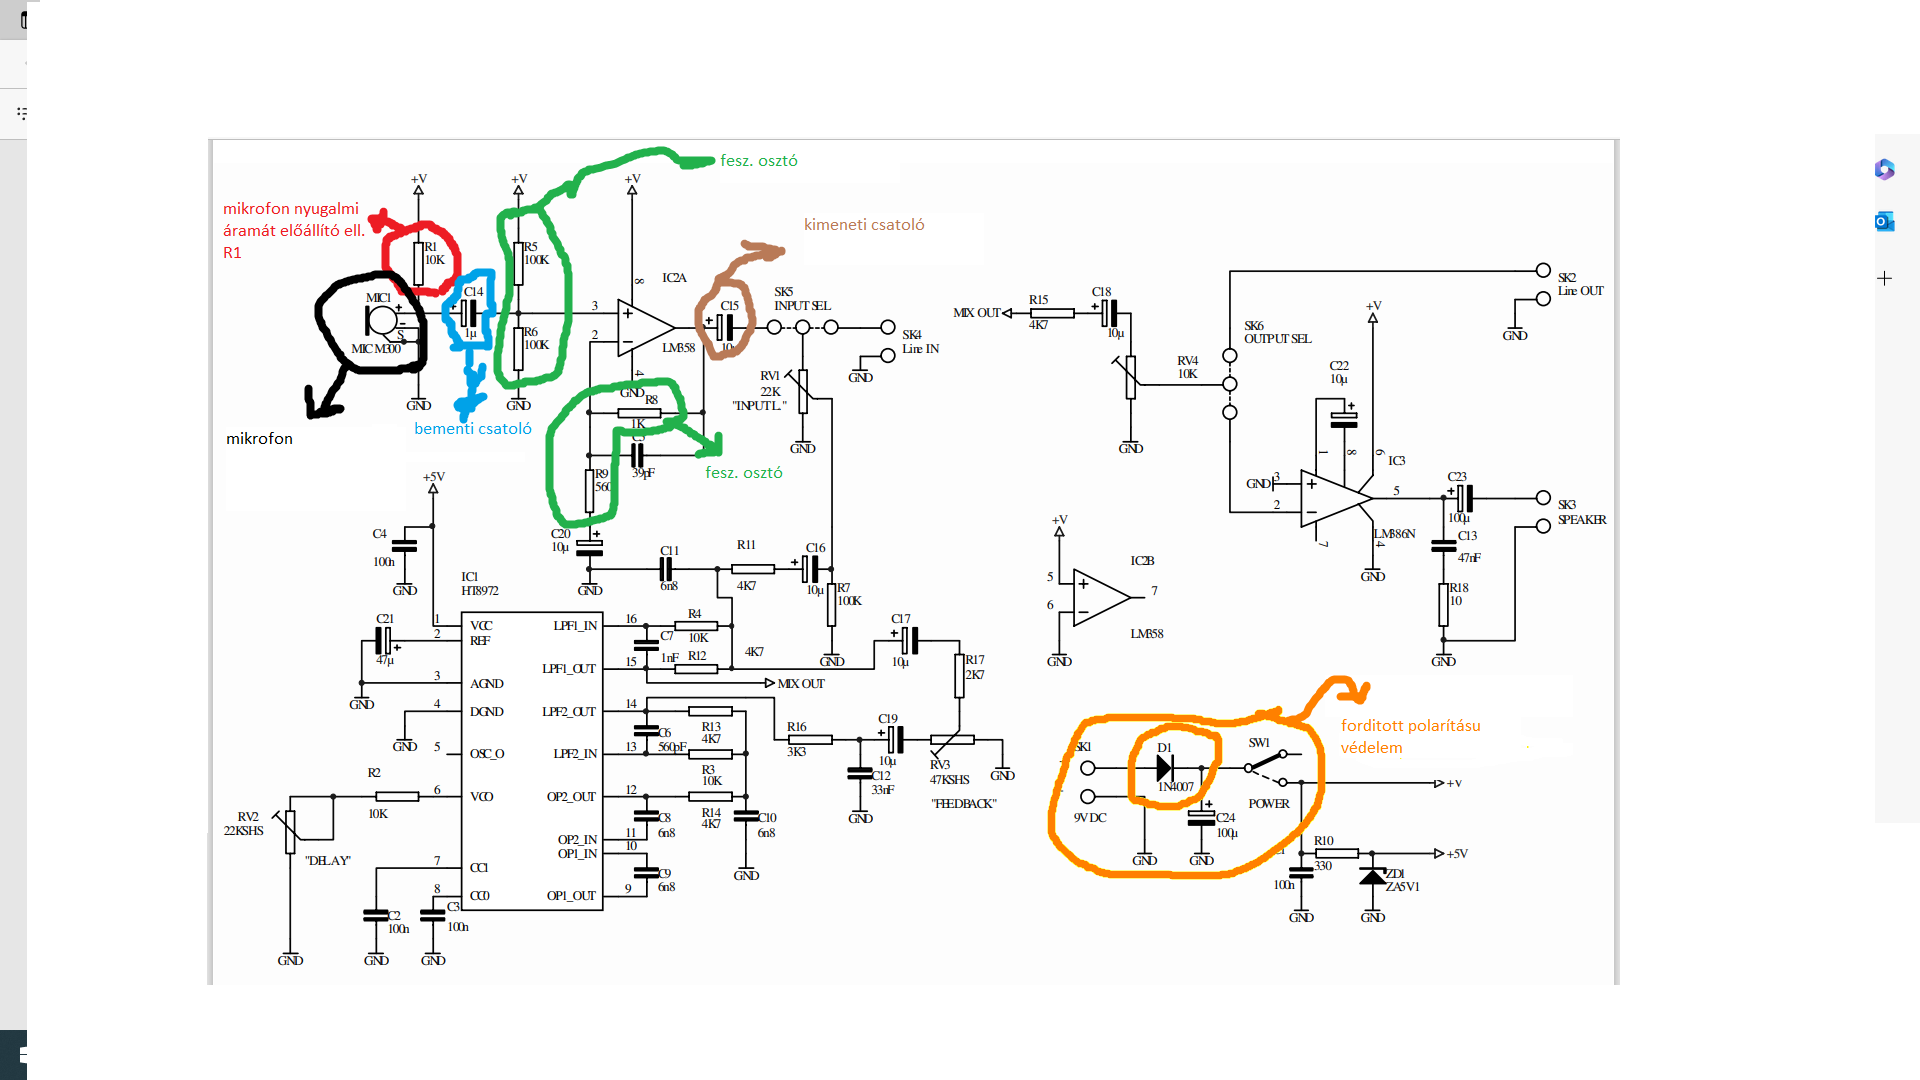 fesz. osztó
+V
+V
+V
mikrofon nyugalmi
áramát előállító ell.
R1
kimeneti csatoló
R1
10K
R5
100K
8
IC2A
MIC1
+
-
S
MIC M300
C14
+
1µ
R6
100K
3
2
+
-
4
LM358
GND
C15
+
SK5
INPUT SEL
SK4
Line IN
GND
RV1
22K
"INPUT L."
GND
MIX OUT
R15
4K7
C18
+
10µ
RV4
10K
GND
SK6
OUTPUT SEL
SK2
Line OUT
GND
+V
C22
10µ
+
GND
GND
R8
1K
39pF
mikrofon
bementi csatoló
fesz. osztó
R9
C20
10µ
+
GND
1
8
6
IC3
GND
3
2
+
-
5
7
4
LM386N
GND
C23
+
100µ
SK3
SPEAKER
C13
47nF
R18
10
GND
+5V
C4
100n
GND
C11
6n8
R11
4K7
C16
+
10µ
R7
100K
GND
+V
IC2B
5
6
+
-
7
LM358
GND
IC1
HT8972
C21
47µ
+
GND
1
2
3
4
5
6
7
8
VCC
REF
AGND
DGND
OSC_O
VCO
CC1
CC0
LPF1_IN
LPF1_OUT
LPF2_OUT
LPF2_IN
OP2_OUT
OP2_IN
OP1_IN
OP1_OUT
16
15
14
13
12
11
10
9
R4
10K
C7
1nF
R12
4K7
MIX OUT
C17
+
10µ
R17
2K7
GND
R13
4K7
C6
560pF
R3
10K
R14
4K7
C8
6n8
C10
6n8
C9
6n8
GND
R16
3K3
C19
+
10µ
C12
33nF
GND
RV3
47KSHS
"FEEDBACK"
GND
R2
10K
RV2
22KSHS
"DELAY"
GND
C2
100n
GND
C3
100n
GND
forditott polarításu
védelem
SK1
9V DC
D1
1N4007
GND
+
C24
100µ
GND
SW1
POWER
+V
R10
330
+5V
100n
GND
ZD1
ZA5V1
GND